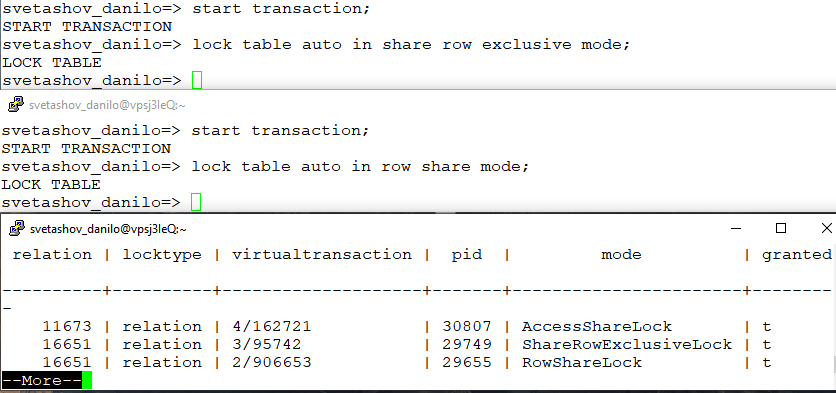 svetashov_danilo=> start transaction;
START TRANSACTION
svetashov_danilo=> lock table auto in share row exclusive mode;
LOCK TABLE
svetashov_danilo=>
svetashov_danilo@vpsj3leQ:~
svetashov_danilo=> start transaction;
START TRANSACTION
svetashov_danilo=> lock table auto in row share mode;
LOCK TABLE
svetashov_danilo=>
svetashov_danilo@vpsj3leQ:~
relation | locktype | virtualtransaction | pid | mode | granted
----------+----------+--------------------+-------+-----------------------+--------
-
11673 | relation | 4/162721 | 30807 | AccessShareLock | t
16651 | relation | 3/95742 | 29749 | ShareRowExclusiveLock | t
16651 | relation | 2/906653 | 29655 | RowShareLock | t
--More--